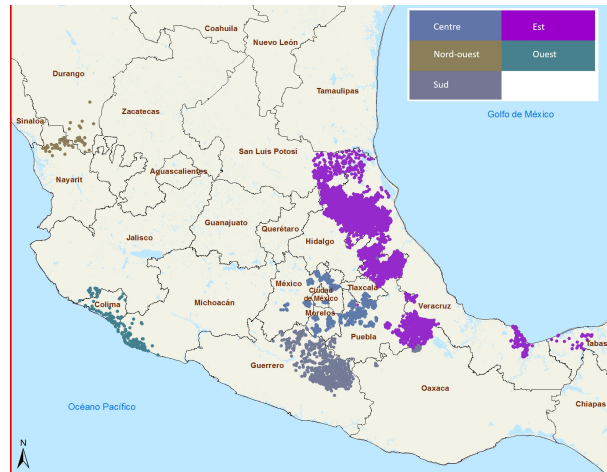 Coahuila
Nuevo León
Centre
Est
Nord-ouest
Ouest
Sud
Durango
Tamaulipas
Zacatecas
Golfo de México
Sinaloa
San Luis Potosí
Nayarit
Aguascalientes
Guanajuato
Querétaro
Jalisco
Hidalgo
México
Ciudad
de México
Tlaxcala
Colima
Michoacán
Morelos
Veracruz
Puebla
Tabas
Guerrero
Oaxaca
Chiapas
Océano Pacífico
N